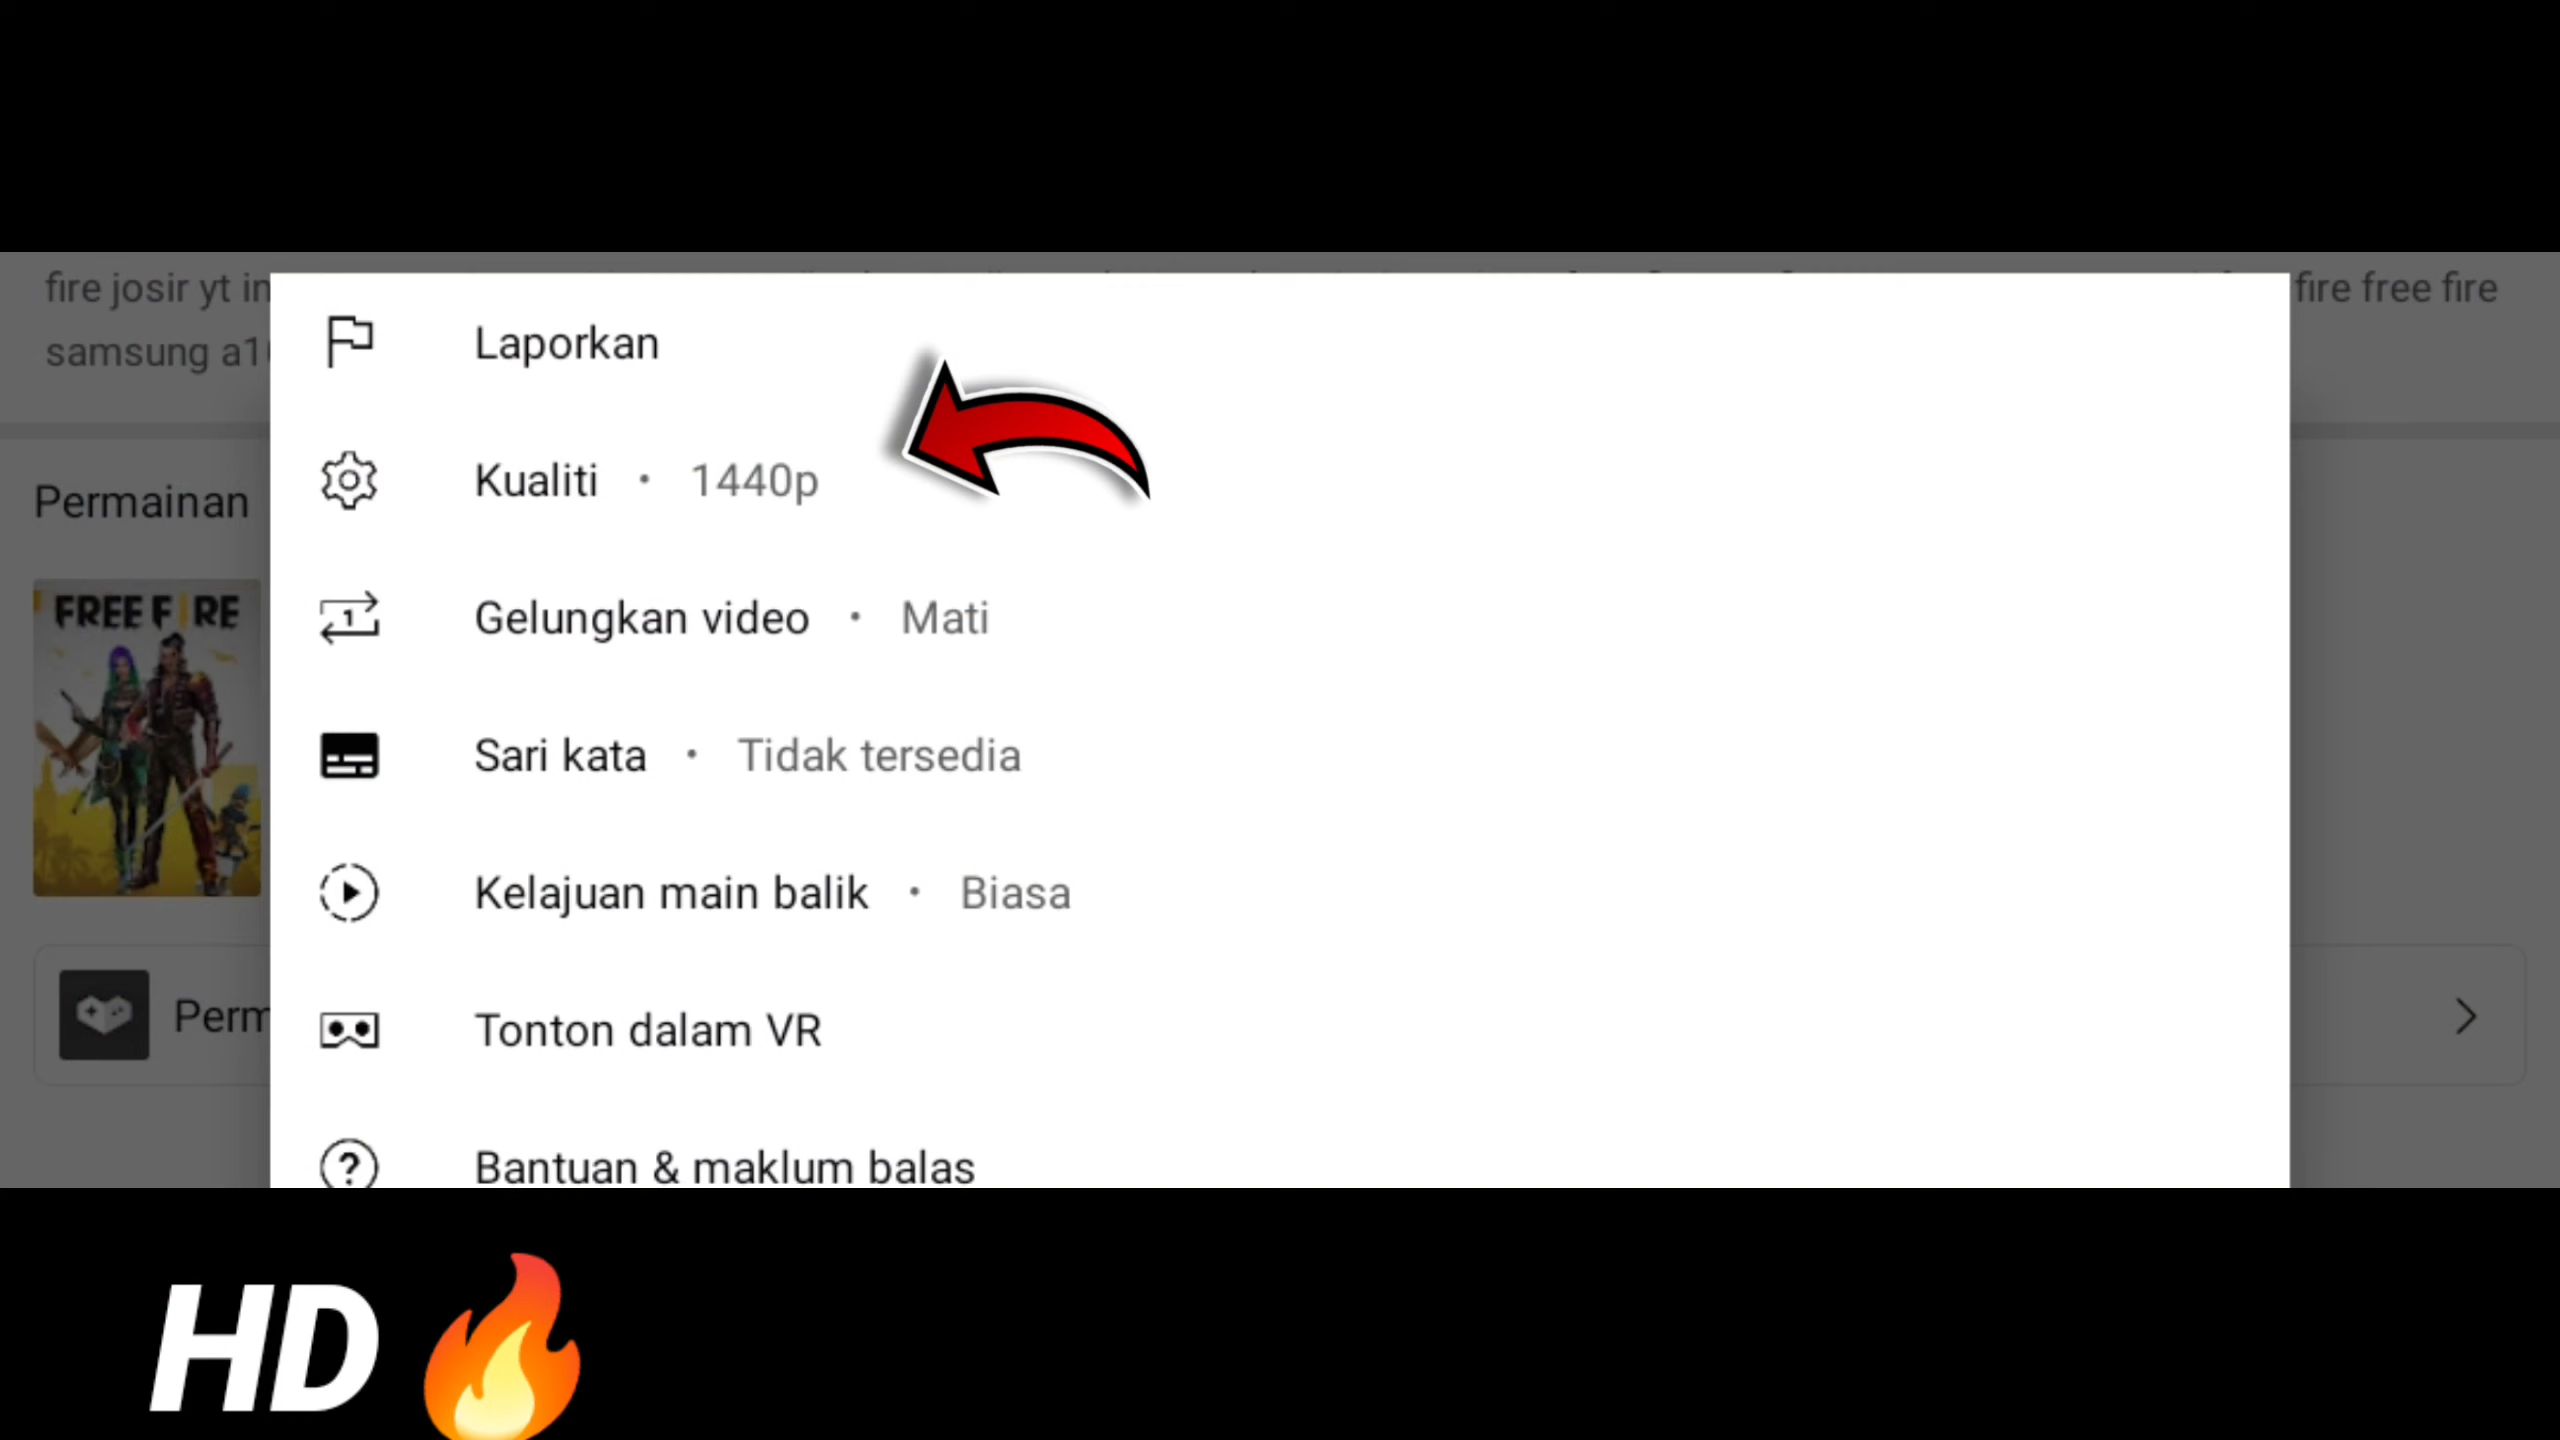 fire josir yt in
fire free fire
samsung a1
Laporkan
Kualiti • 1440p
Permainan
FREE FIRE
Gelungkan video • Mati
Sari kata • Tidak tersedia
Kelajuan main balik • Biasa
Perm
Tonton dalam VR
Bantuan & maklum balas
HD